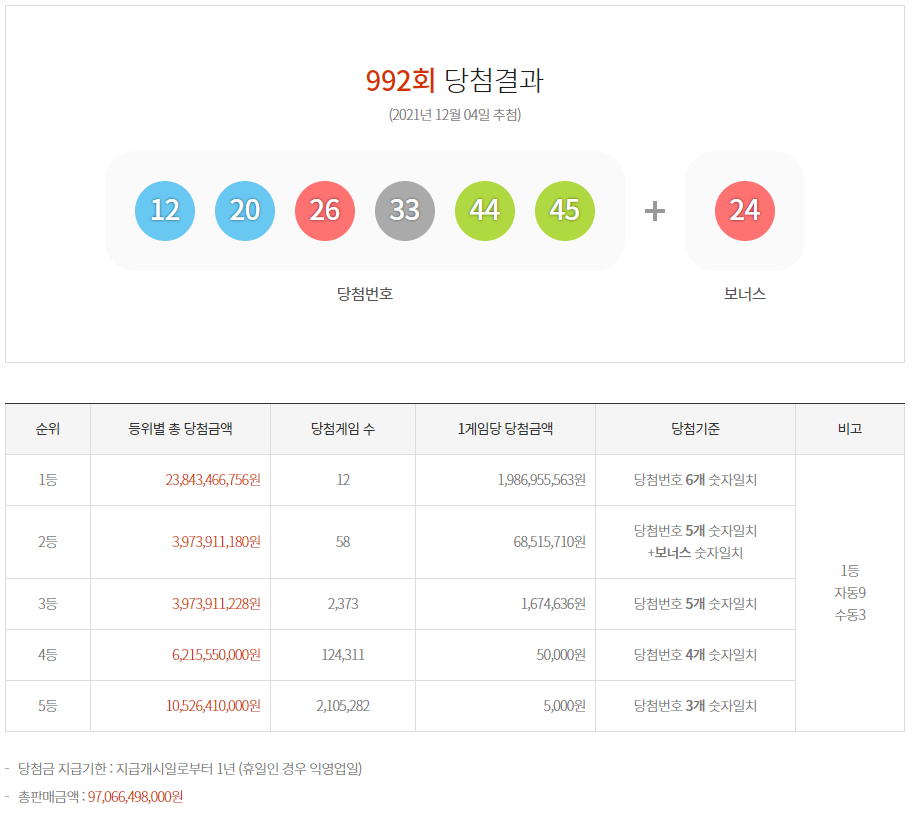 992회 당첨결과
(2021년 12월 04일 추첨)
12 20 26 33 44 45 + 24
당첨번호 보너스
순위 등위별 총 당첨금액 당첨게임 수 1게임당 당첨금액 당첨기준 비고
1등 23,843,466,756원 12 1,986,955,563원 당첨번호 6개 숫자일치
2등 3,973,911,180원 58 68,515,710원 당첨번호 5개 숫자일치
+보너스 숫자일치
3등 3,973,911,228원 2,373 1,674,636원 당첨번호 5개 숫자일치
4등 6,215,550,000원 124,311 50,000원 당첨번호 4개 숫자일치
5등 10,526,410,000원 2,105,282 5,000원 당첨번호 3개 숫자일치
1등
자동9
수동3
- 당첨금 지급기한 : 지급개시일로부터 1년 (휴일인 경우 익영업일)
- 총판매금액 : 97,066,498,000원